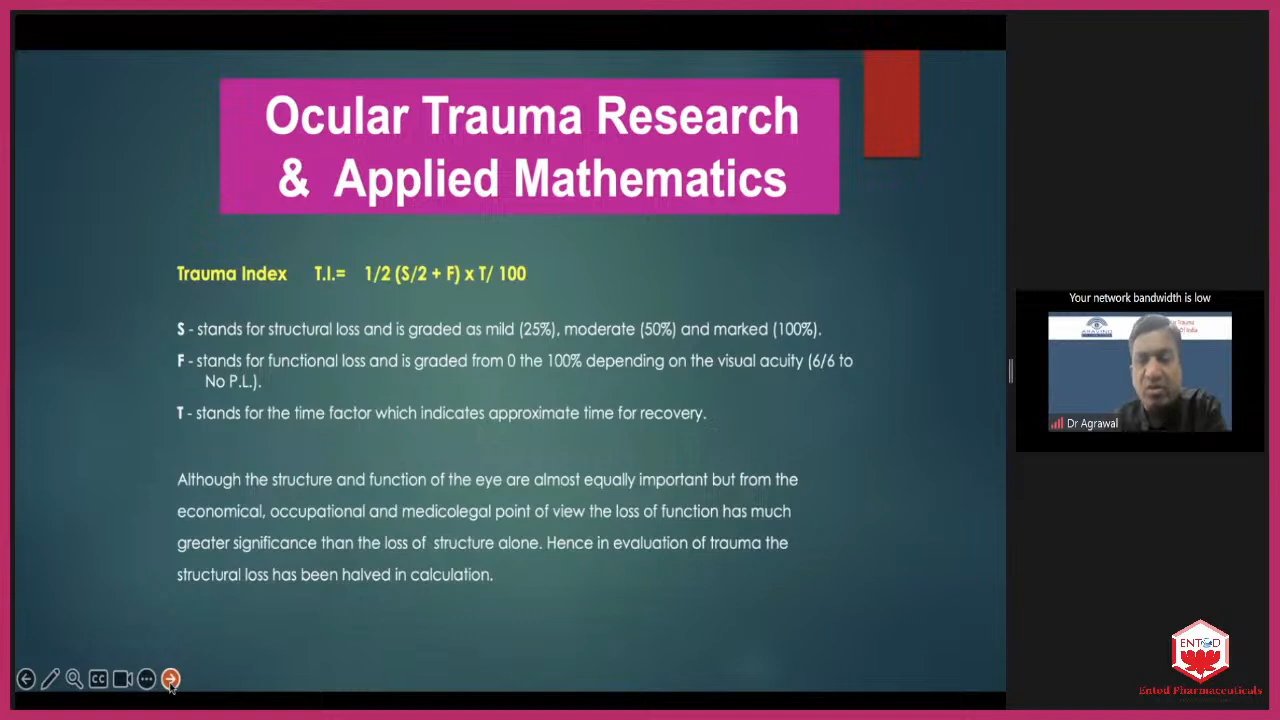 Ocular Trauma Research
& Applied Mathematics
Trauma Index T.I.= 1/2 (S/2 + F) x T/ 100
S - stands for structural loss and is graded as mild (25%), moderate (50%) and marked (100%).
F - stands for functional loss and is graded from 0 the 100% depending on the visual acuity (6/6 to
No P.L.).
T - stands for the time factor which indicates approximate time for recovery.
Although the structure and function of the eye are almost equally important but from the
economical, occupational and medicolegal point of view the loss of function has much
greater significance than the loss of structure alone. Hence in evaluation of trauma the
structural loss has been halved in calculation.
CC
Your network bandwidth is low
ARAVIND
Trauma
Of India
Dr Agrawal
ENTOD
Entod Pharmaceuticals